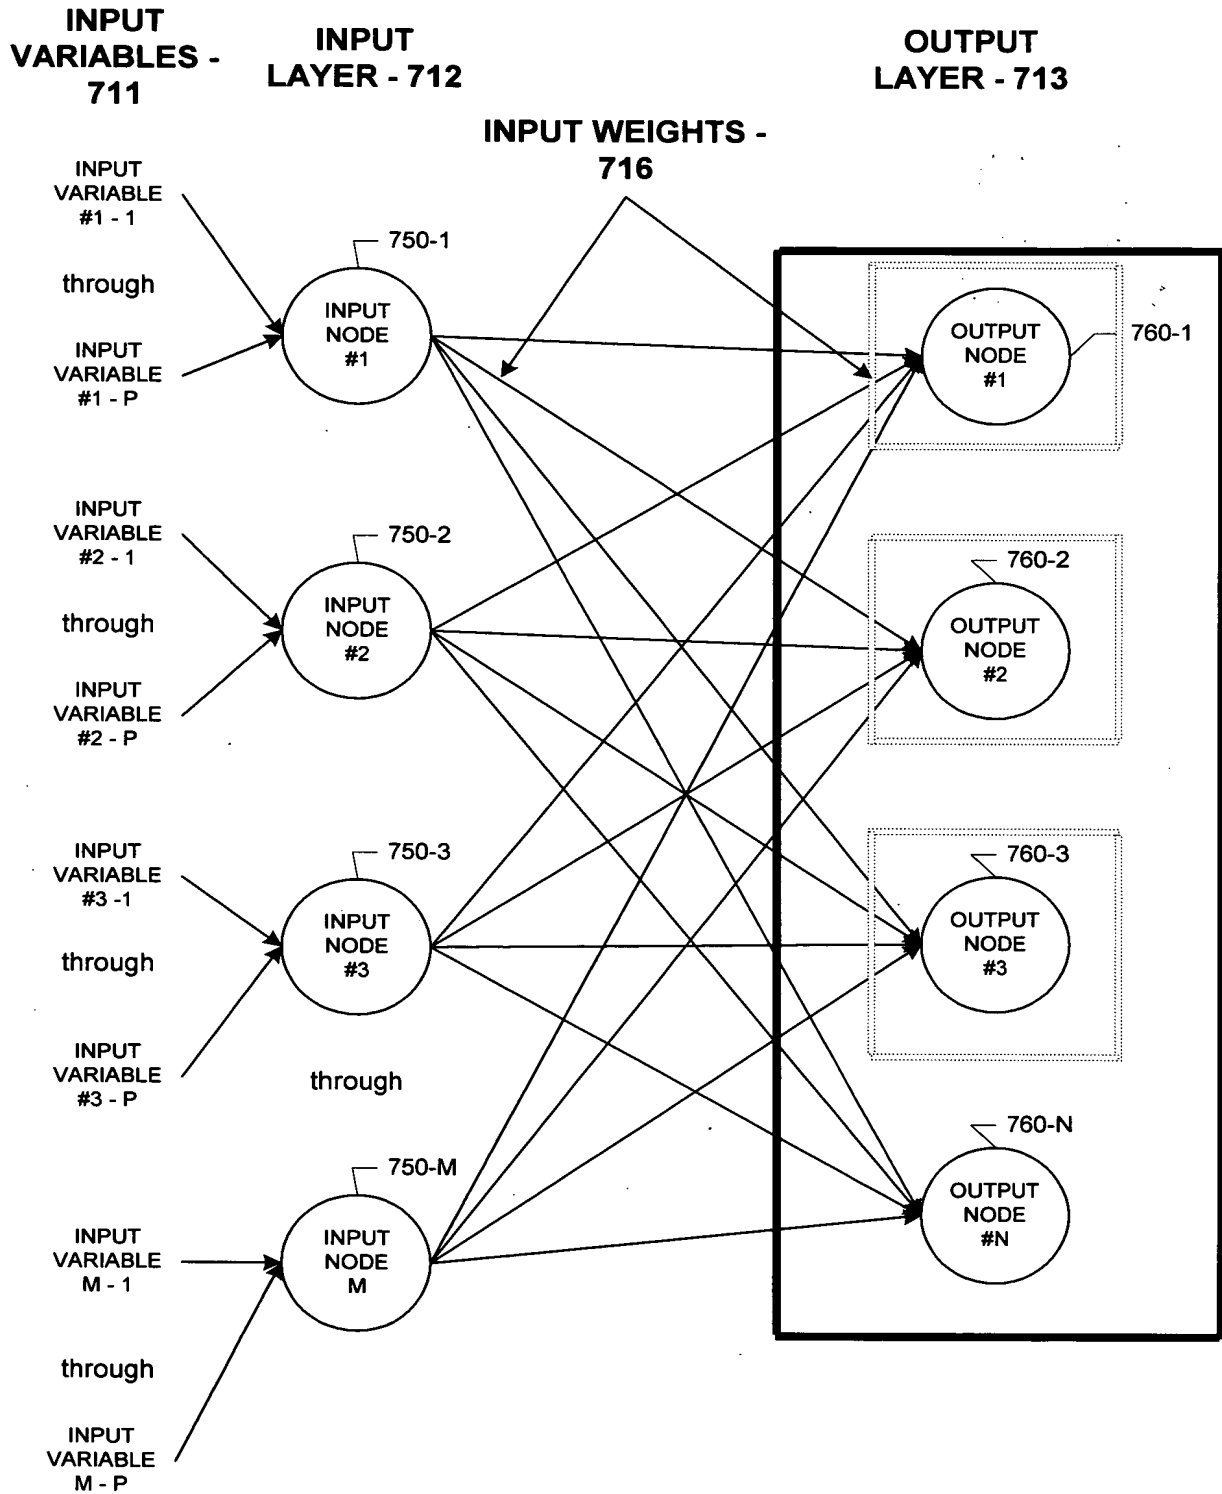 INPUT
VARIABLES -
711
INPUT
LAYER - 712
OUTPUT
LAYER - 713
INPUT WEIGHTS -
716
INPUT
VARIABLE
#1 - 1
through
INPUT
VARIABLE
#1 - P
750-1
INPUT
NODE
#1
OUTPUT
NODE
#1
760-1
INPUT
VARIABLE
#2 - 1
through
INPUT
VARIABLE
#2 - P
750-2
INPUT
NODE
#2
760-2
OUTPUT
NODE
#2
INPUT
VARIABLE
#3 -1
through
INPUT
VARIABLE
#3 - P
750-3
INPUT
NODE
#3
through
760-3
OUTPUT
NODE
#3
INPUT
VARIABLE
M - 1
through
INPUT
VARIABLE
M - P
750-M
INPUT
NODE
M
760-N
OUTPUT
NODE
#N